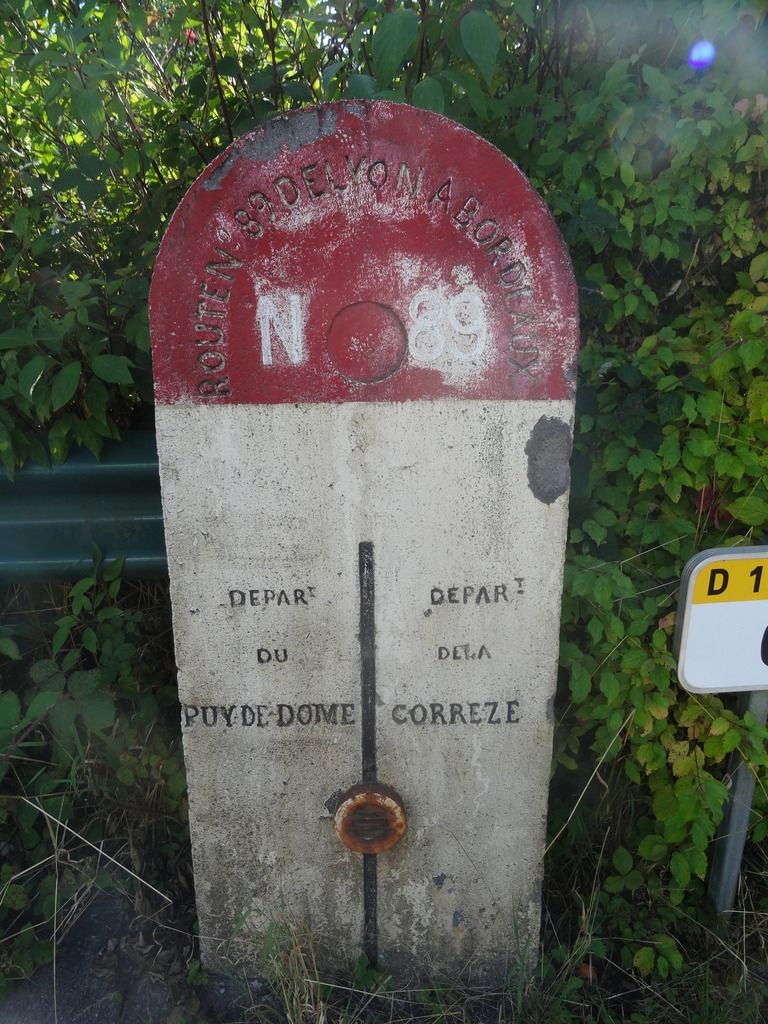 ROUTE Nº 89 DE LYON A BORDEAUX
N 89
DEPART
DU
PUY DE DOME
DEPART
DE LA
CORREZE
D 1